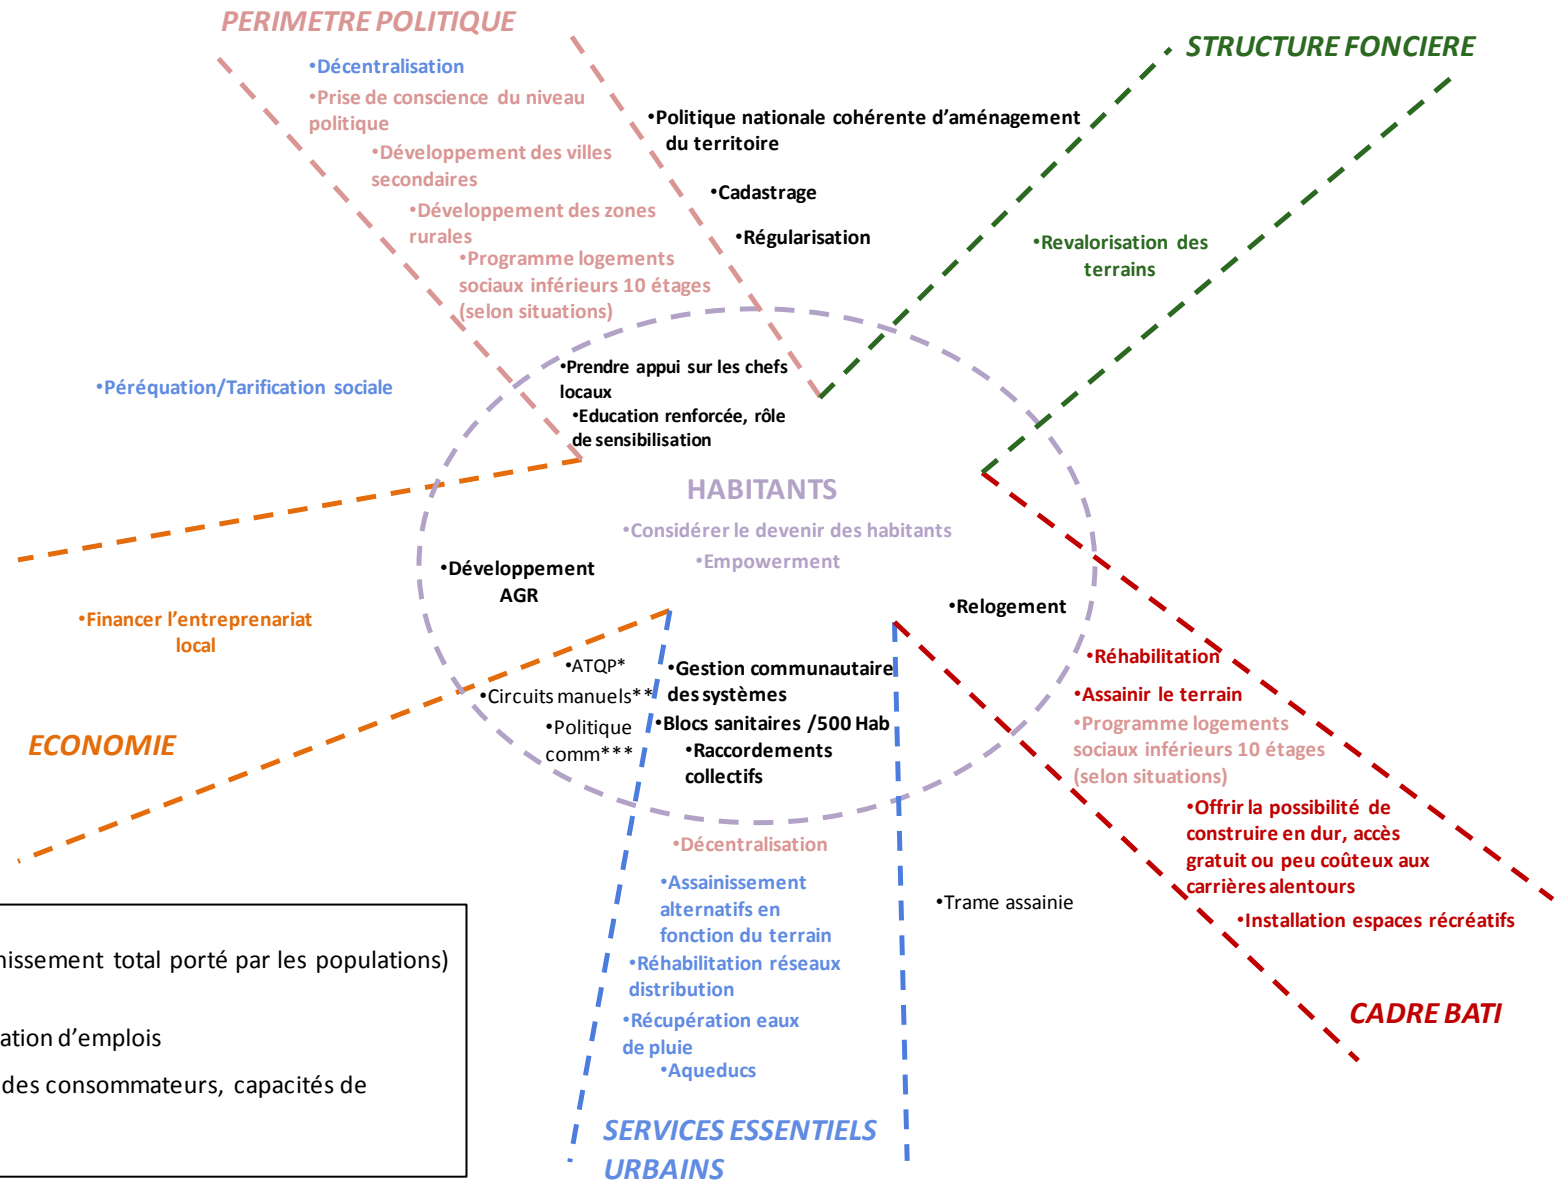 PERIMETRE POLITIQUE
•Décentralisation
•Prise de conscience du niveau
politique
•Développement des villes
secondaires
•Développement des zones
rurales
•Programme logements
sociaux inférieurs 10 étages
(selon situations)
•Politique nationale cohérente d’aménagement
du territoire
•Cadastrage
•Régularisation
STRUCTURE FONCIERE
•Revalorisation des
terrains
•Péréquation/Tarification sociale
•Prendre appui sur les chefs
locaux
•Education renforcée, rôle
de sensibilisation
HABITANTS
•Considérer le devenir des habitants
•Empowerment
•Développement
AGR
•Financer l’entreprenariat
local
ECONOMIE
•ATQP*
•Circuits manuels**
•Politique
comm***
•Gestion communautaire
des systèmes
•Blocs sanitaires /500 Hab
•Raccordements
collectifs
•Relogement
•Réhabilitation
•Assainir le terrain
•Programme logements
sociaux inférieurs 10 étages
(selon situations)
•Offrir la possibilité de
construire en dur, accès
gratuit ou peu coûteux aux
carrières alentours
•Installation espaces récréatifs
CADRE BATI
•Trame assainie
•Décentralisation
•Assainissement
alternatifs en
fonction du terrain
•Réhabilitation réseaux
distribution
•Récupération eaux
de pluie
•Aqueducs
SERVICES ESSENTIELS
URBAINS
nissement total porté par les populations)
ation d’emplois
des consommateurs, capacités de